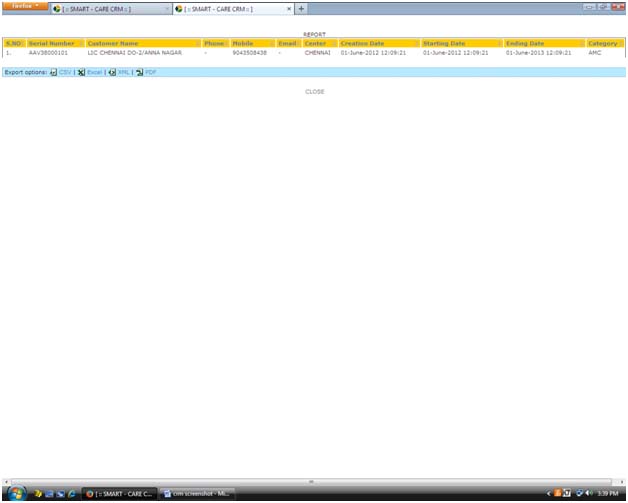 Firefox
[ :: SMART - CARE CRM :: ] × [ :: SMART - CARE CRM :: ] × +
REPORT
S.NO Serial Number Customer Name Phone Mobile Email Center Creation Date Starting Date Ending Date Category
1. AAV38000101 LIC CHENNAI DO-2/ANNA NAGAR - 9043508438 - CHENNAI 01-June-2012 12:09:21 01-June-2012 12:09:21 01-June-2013 12:09:21 AMC
Export options: CSV | Excel | XML | PDF
CLOSE
[ :: SMART - CARE C... crm screenshot - Mi... 3:39 PM